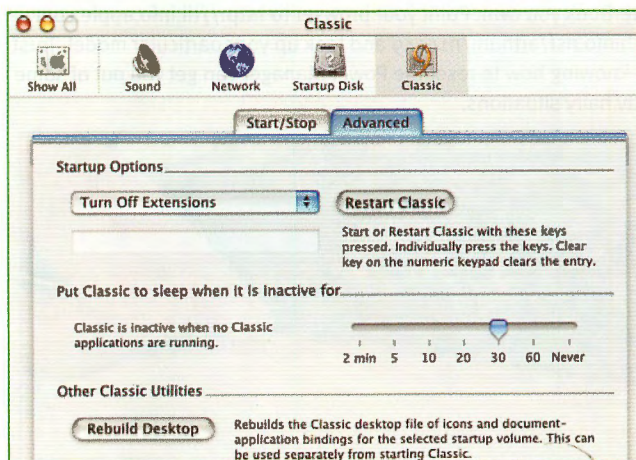 Classic
Show All
Sound
Network
Startup Disk
Classic
Start/Stop
Advanced
Startup Options
Turn Off Extensions
Restart Classic
Start or Restart Classic with these keys
pressed. Individually press the keys. Clear
key on the numeric keypad clears the entry.
Put Classic to sleep when it is inactive for
Classic is inactive when no Classic
applications are running.
2 min 5 10 20 30 60 Never
Other Classic Utilities
Rebuild Desktop
Rebuilds the Classic desktop file of icons and document-
application bindings for the selected startup volume. This can
be used separately from starting Classic.